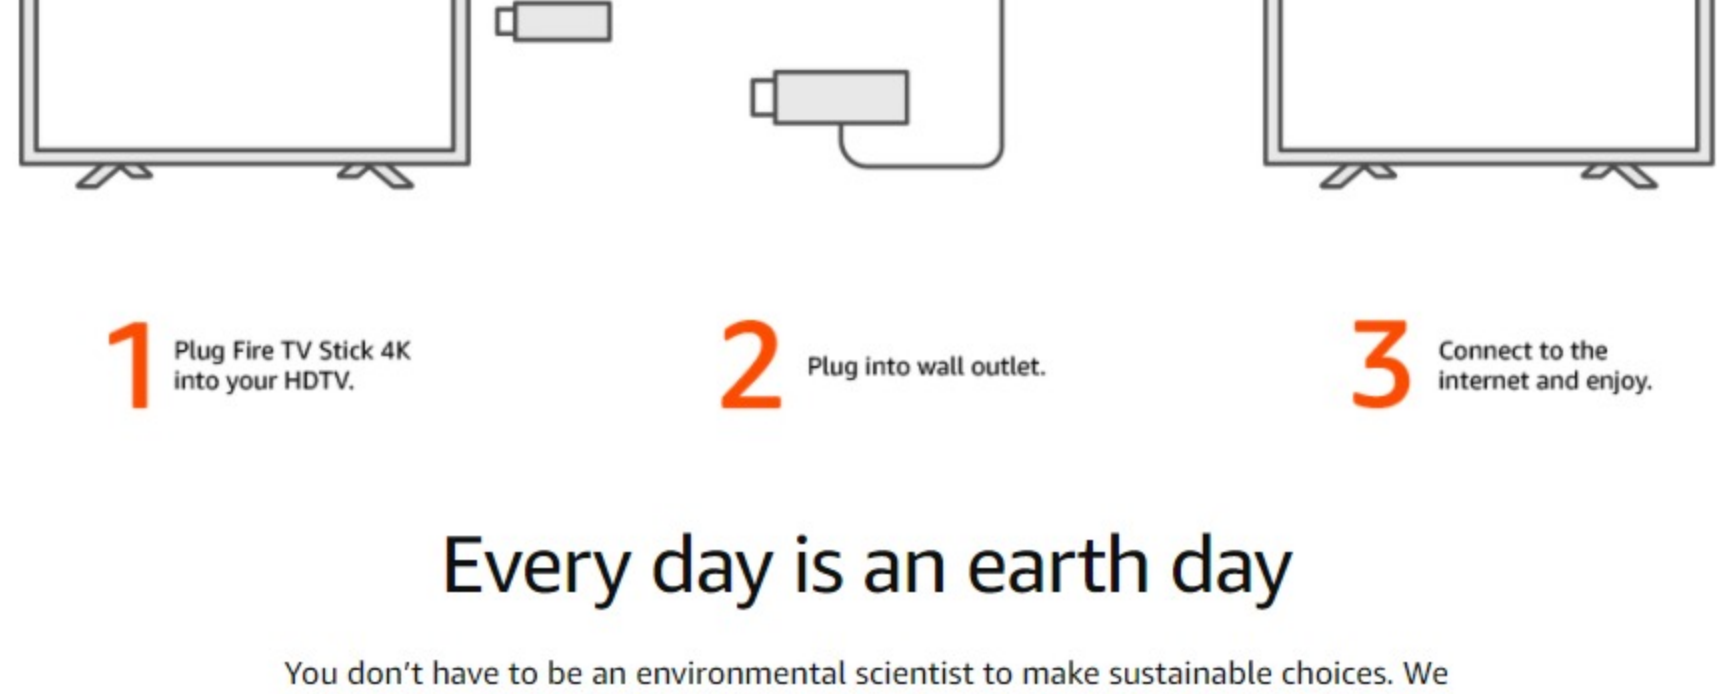 1
Plug Fire TV Stick 4K
into your HDTV.
2
Plug into wall outlet.
3
Connect to the
internet and enjoy.
Every day is an earth day
You don’t have to be an environmental scientist to make sustainable choices. We